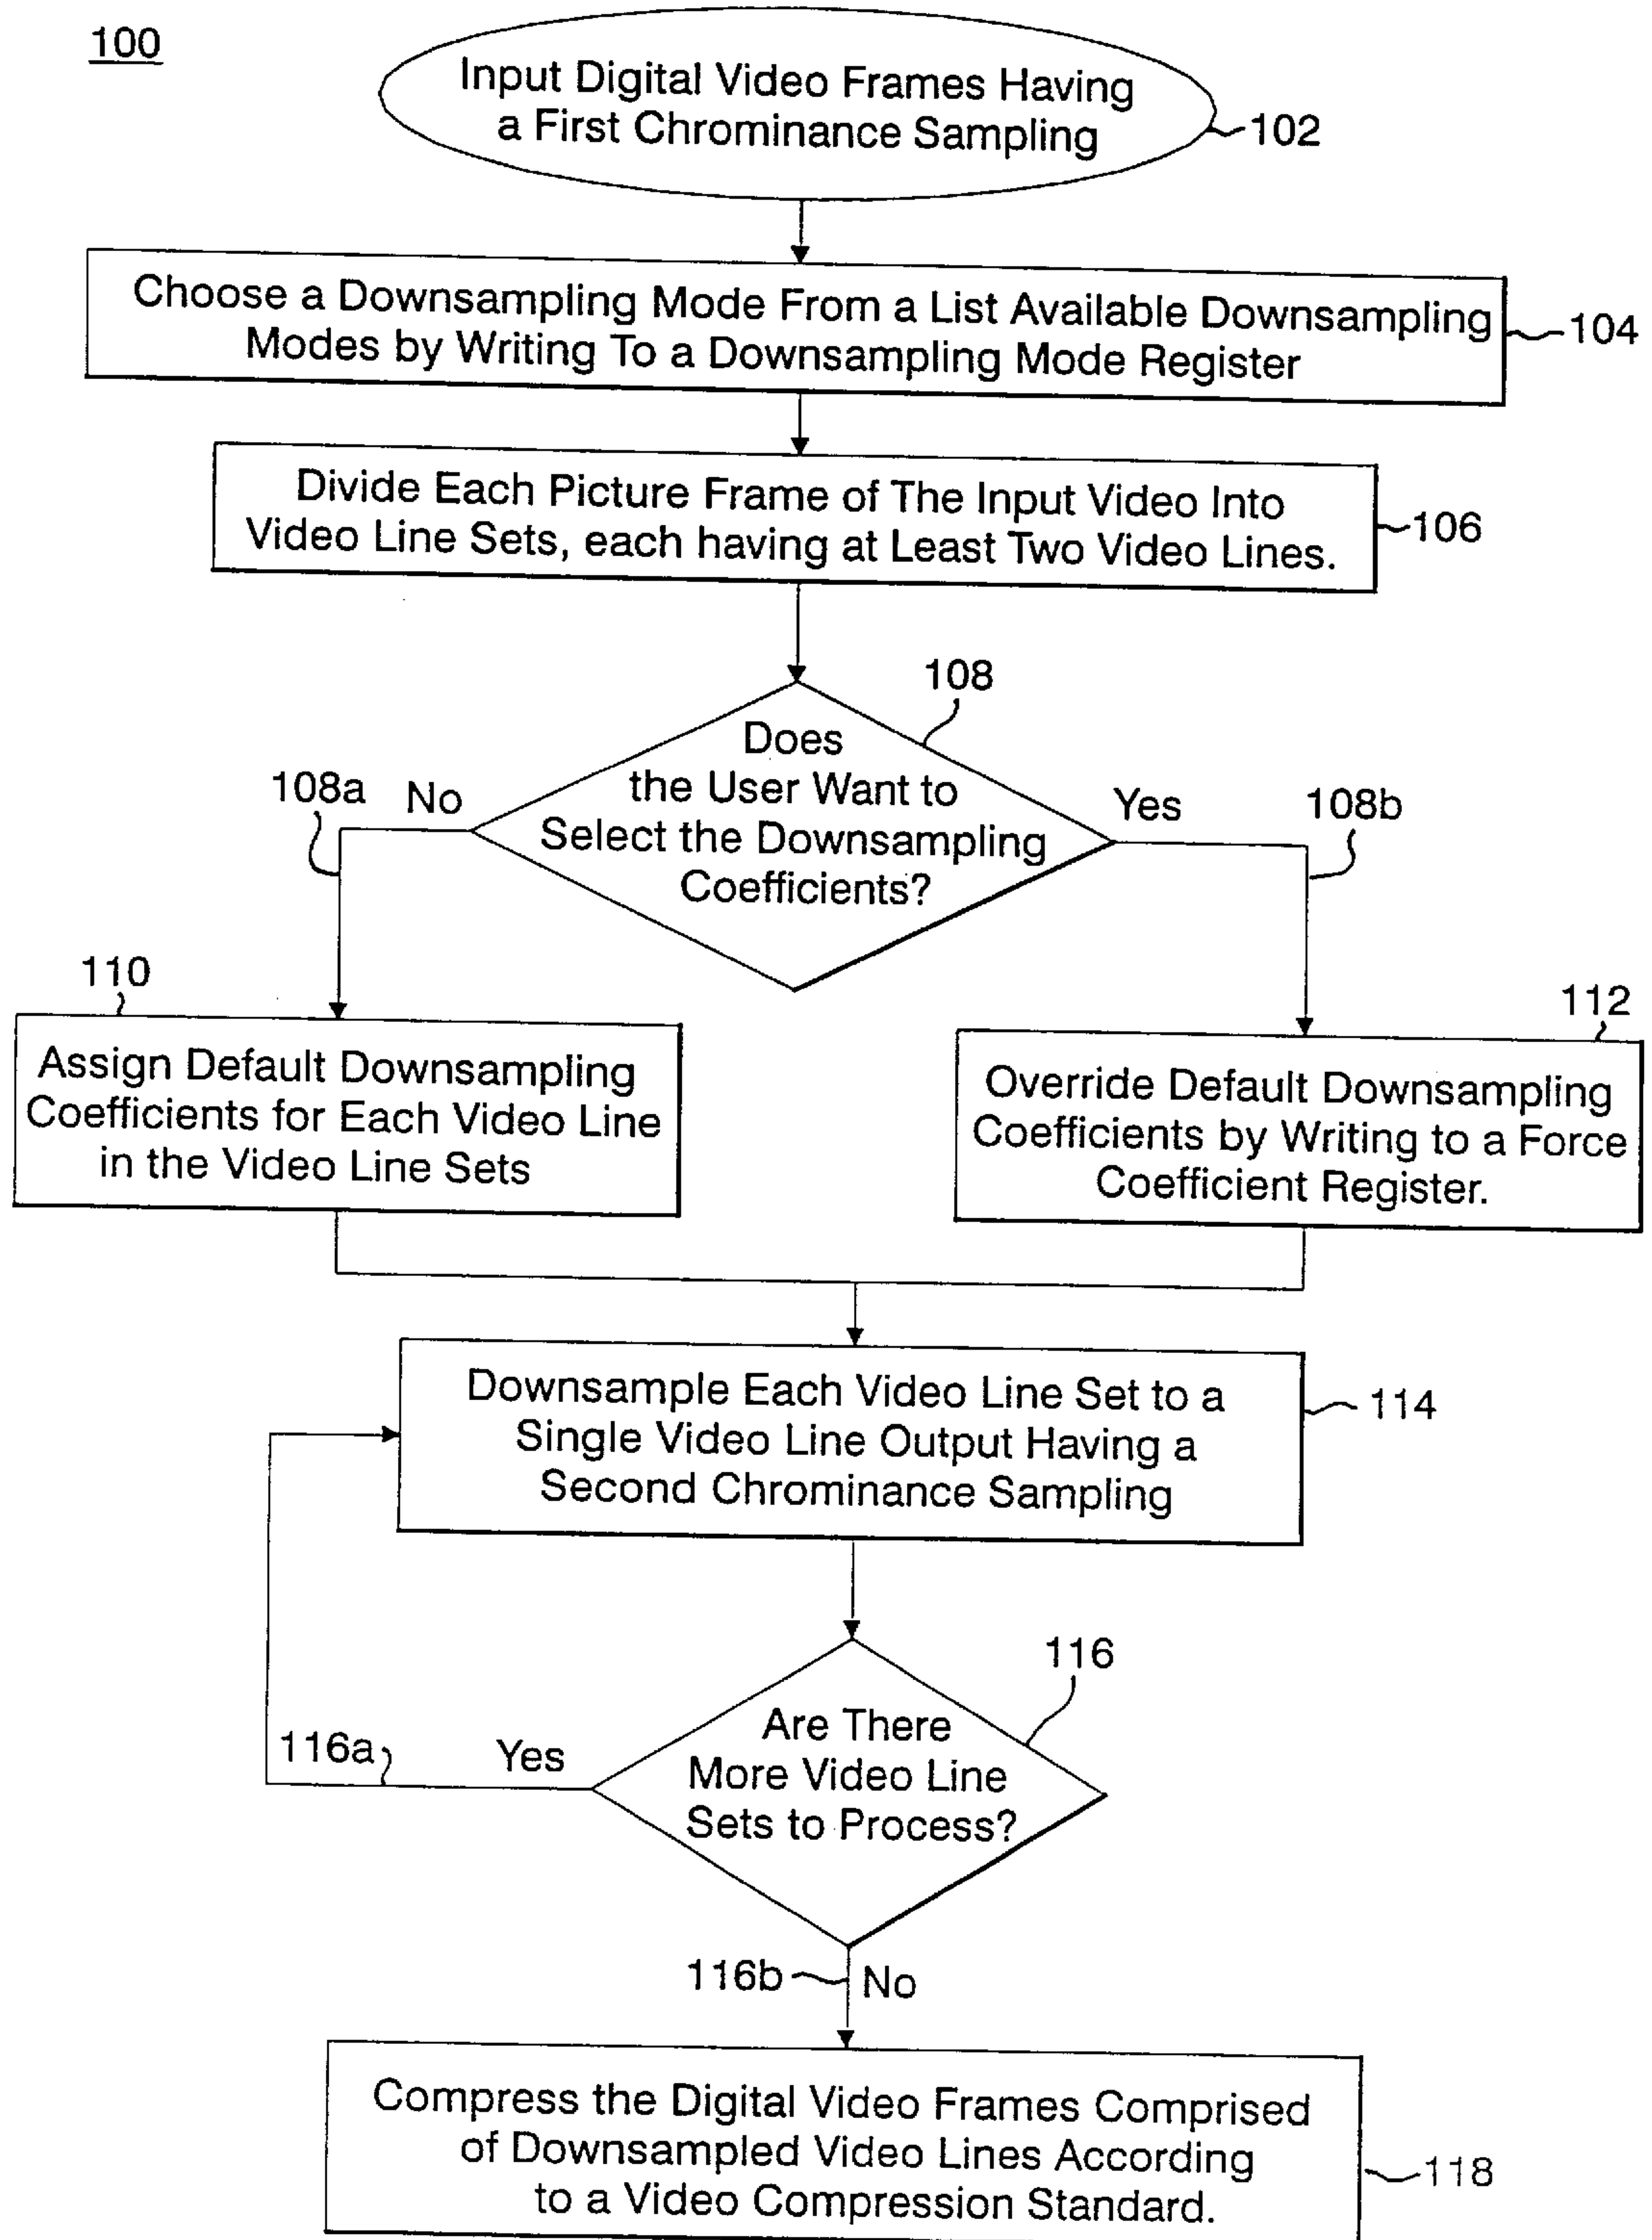 100
Input Digital Video Frames Having
a First Chrominance Sampling
102
Choose a Downsampling Mode From a List Available Downsampling
Modes by Writing To a Downsampling Mode Register
104
Divide Each Picture Frame of The Input Video Into
Video Line Sets, each having at Least Two Video Lines.
106
108
Does
the User Want to
Select the Downsampling
Coefficients?
108a
No
Yes
108b
110
Assign Default Downsampling
Coefficients for Each Video Line
in the Video Line Sets
112
Override Default Downsampling
Coefficients by Writing to a Force
Coefficient Register.
Downsample Each Video Line Set to a
Single Video Line Output Having a
Second Chrominance Sampling
114
116
Are There
More Video Line
Sets to Process?
116a
Yes
116b
No
Compress the Digital Video Frames Comprised
of Downsampled Video Lines According
to a Video Compression Standard.
118